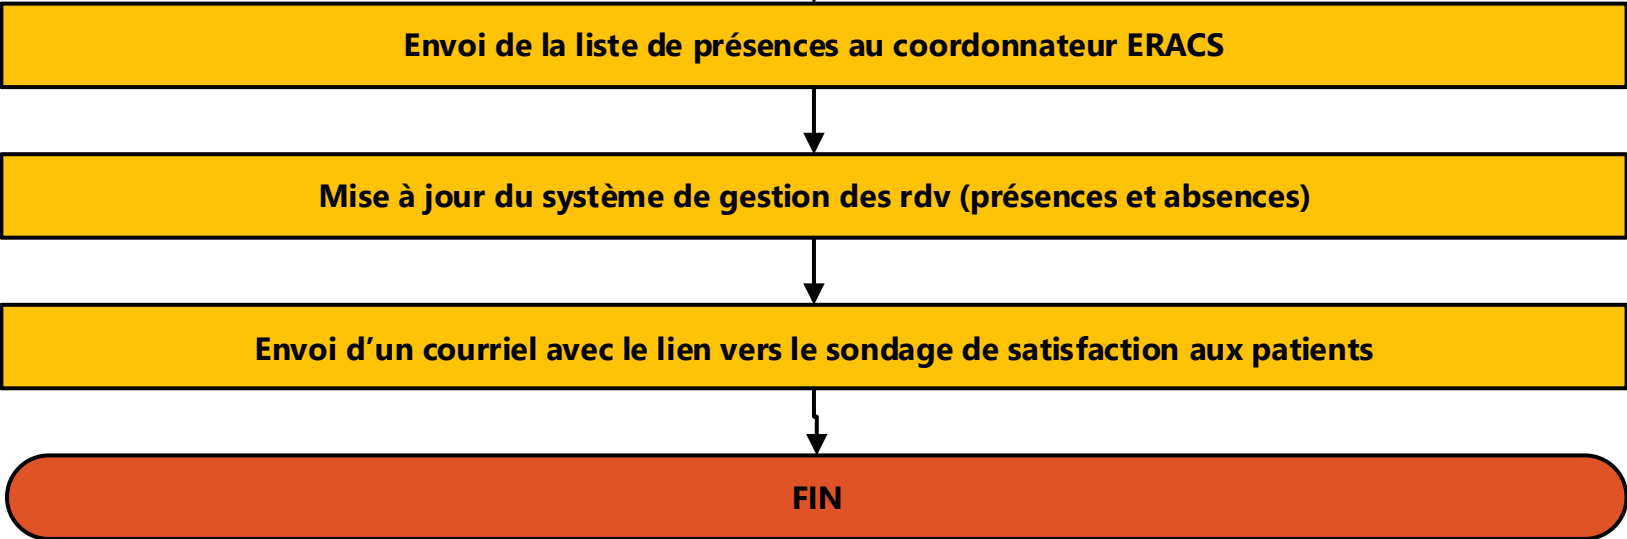 Envoi de la liste de présences au coordonnateur ERACS
Mise à jour du système de gestion des rdv (présences et absences)
Envoi d’un courriel avec le lien vers le sondage de satisfaction aux patients
FIN